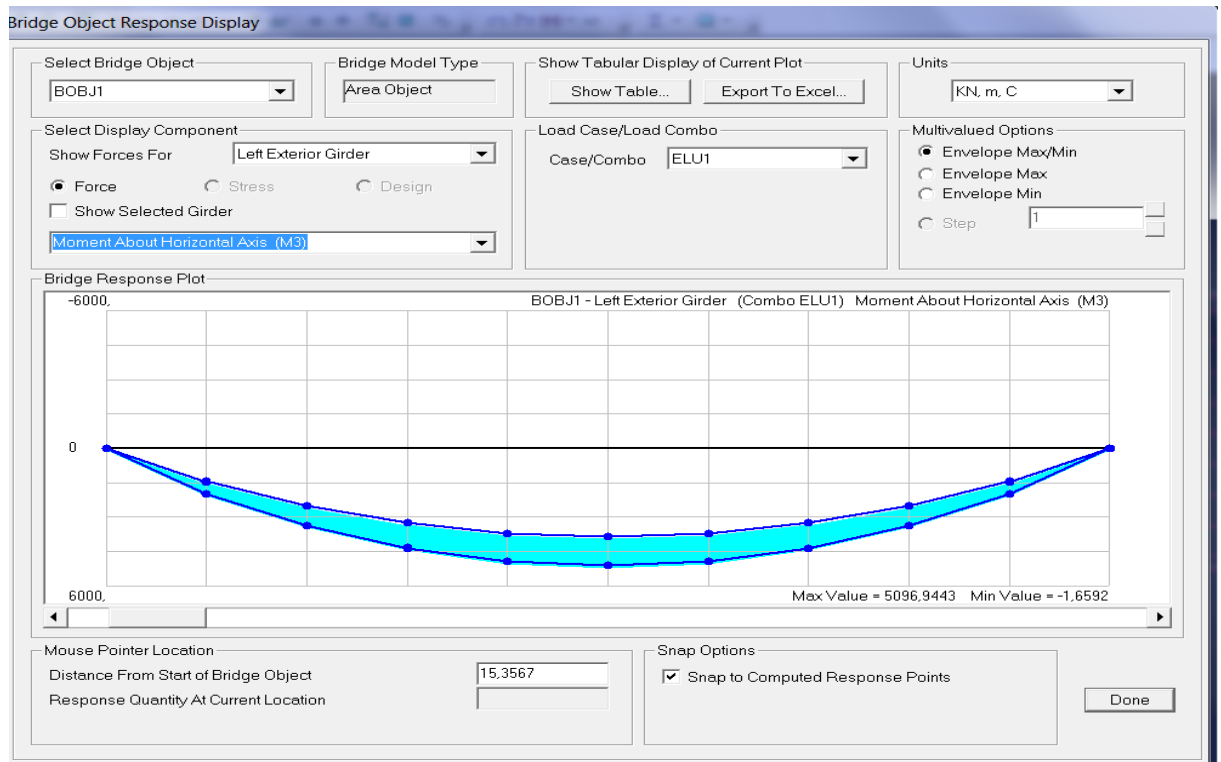 Bridge Object Response Display
Select Bridge Object
BOBJ1
Bridge Model Type
Area Object
Show Tabular Display of Current Plot
Show Table...
Export To Excel...
Units
KN, m, C
Select Display Component
Show Forces For
Left Exterior Girder
Force
Stress
Design
Show Selected Girder
Moment About Horizontal Axis (M3)
Load Case/Load Combo
Case/Combo
ELU1
Multivalued Options
Envelope Max/Min
Envelope Max
Envelope Min
Step
1
Bridge Response Plot
-6000,
BOBJ1 - Left Exterior Girder (Combo ELU1) Moment About Horizontal Axis (M3)
0
6000,
Max Value = 5096,9443 Min Value = -1,6592
Mouse Pointer Location
Distance From Start of Bridge Object
15,3567
Response Quantity At Current Location
Snap Options
Snap to Computed Response Points
Done